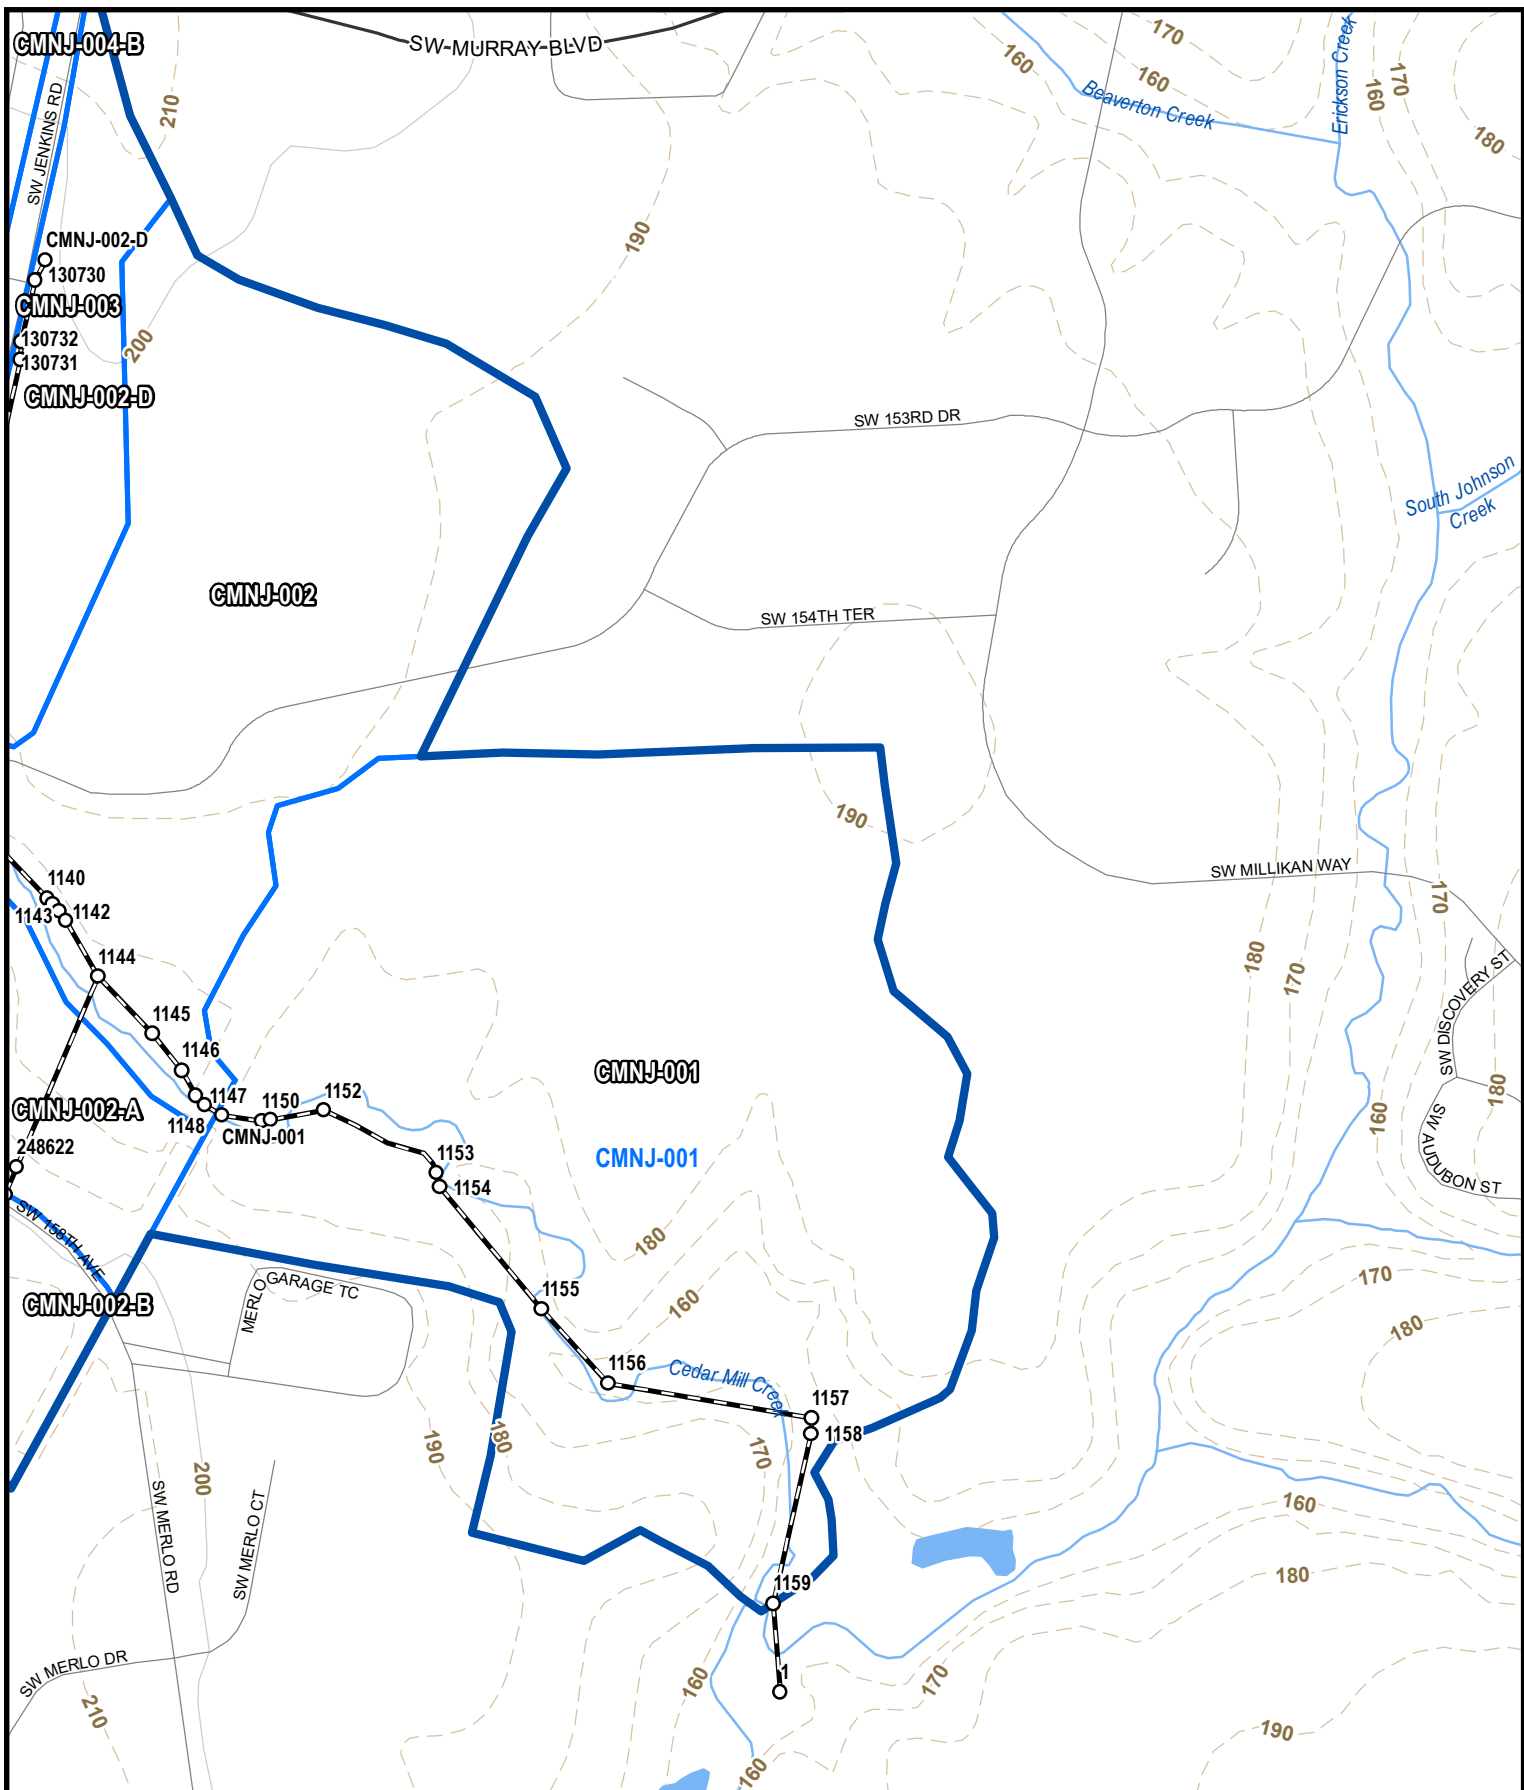 CMNJ-004-B
SW MURRAY BLVD
170
160
160
170
160
Erickson Creek
Beaverton Creek
210
180
SW JENKINS RD
190
CMNJ-002-D
130730
CMNJ-003
130732
130731
200
CMNJ-002-D
SW 153RD DR
South Johnson
Creek
CMNJ-002
SW 154TH TER
190
SW MILLIKAN WAY
1140
1143
1142
170
1144
180
170
SW DISCOVERY ST
1145
1146
CMNJ-001
1147
1150
1152
1148
CMNJ-001
CMNJ-002-A
180
160
SW AUDUBON ST
248622
CMNJ-001
1153
1154
SW 158TH AVE
180
170
MERLO GARAGE TC
CMNJ-002-B
1155
160
180
1156
Cedar Mill Creek
1157
1158
190
180
170
200
SW MERLO RD
SW MERLO CT
160
1159
180
SW MERLO DR
1
160
170
210
190
160